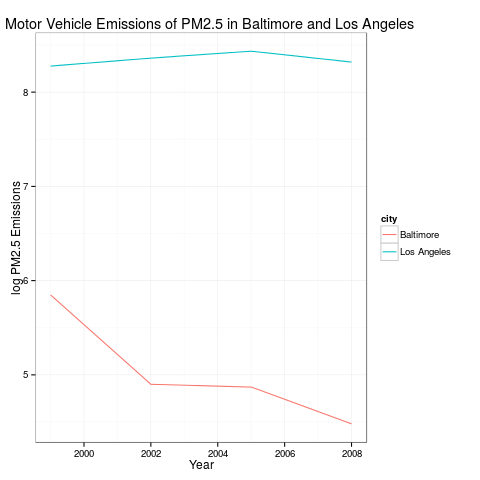 Motor Vehicle Emissions of PM2.5 in Baltimore and Los Angeles
log PM2.5 Emissions
8
7
6
5
2000 2002 2004 2006 2008
Year
city
Baltimore
Los Angeles